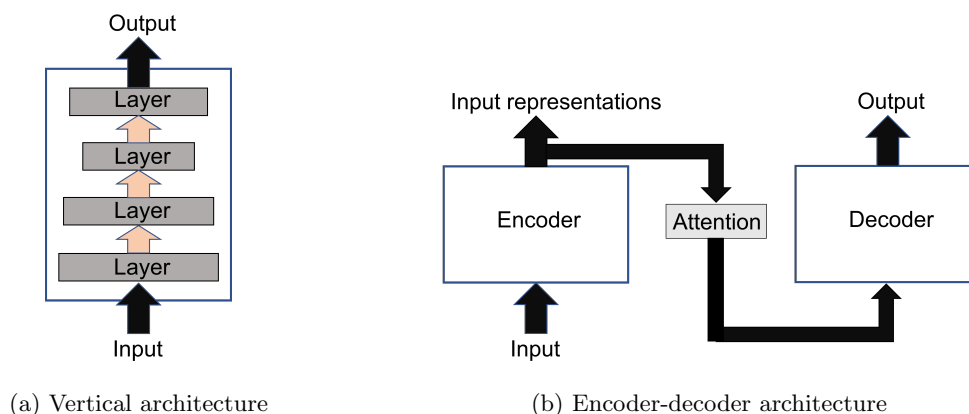 Output
Layer
Layer
Layer
Layer
Input
(a) Vertical architecture
Input representations
Output
Encoder
Attention
Decoder
Input
(b) Encoder-decoder architecture